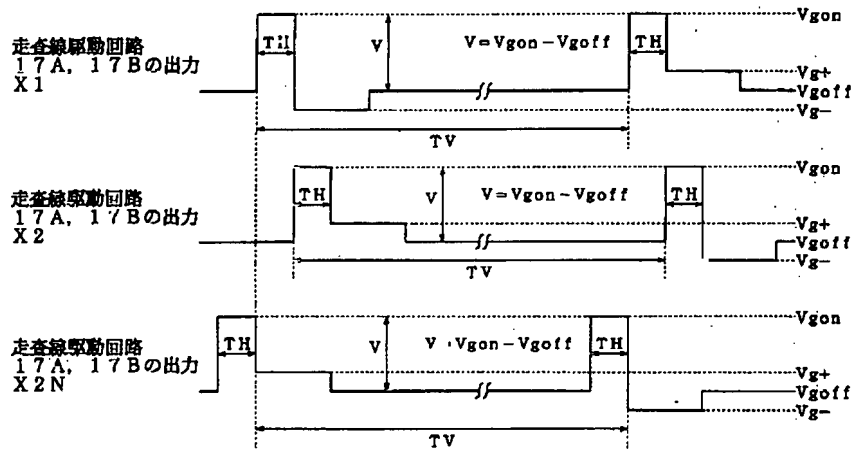 走査線駆動回路
17A, 17Bの出力
X1
TH
V
V=Vgon-Vgoff
TH
Vgon
Vg+
Vgoff
Vg-
TV
走査線駆動回路
17A, 17Bの出力
X2
TH
V
V=Vgon-Vgoff
TH
Vgon
Vg+
Vgoff
Vg-
TV
走査線駆動回路
17A, 17Bの出力
X2N
TH
V
V・Vgon-Vgoff
TH
Vgon
Vg+
Vgoff
Vg-
TV